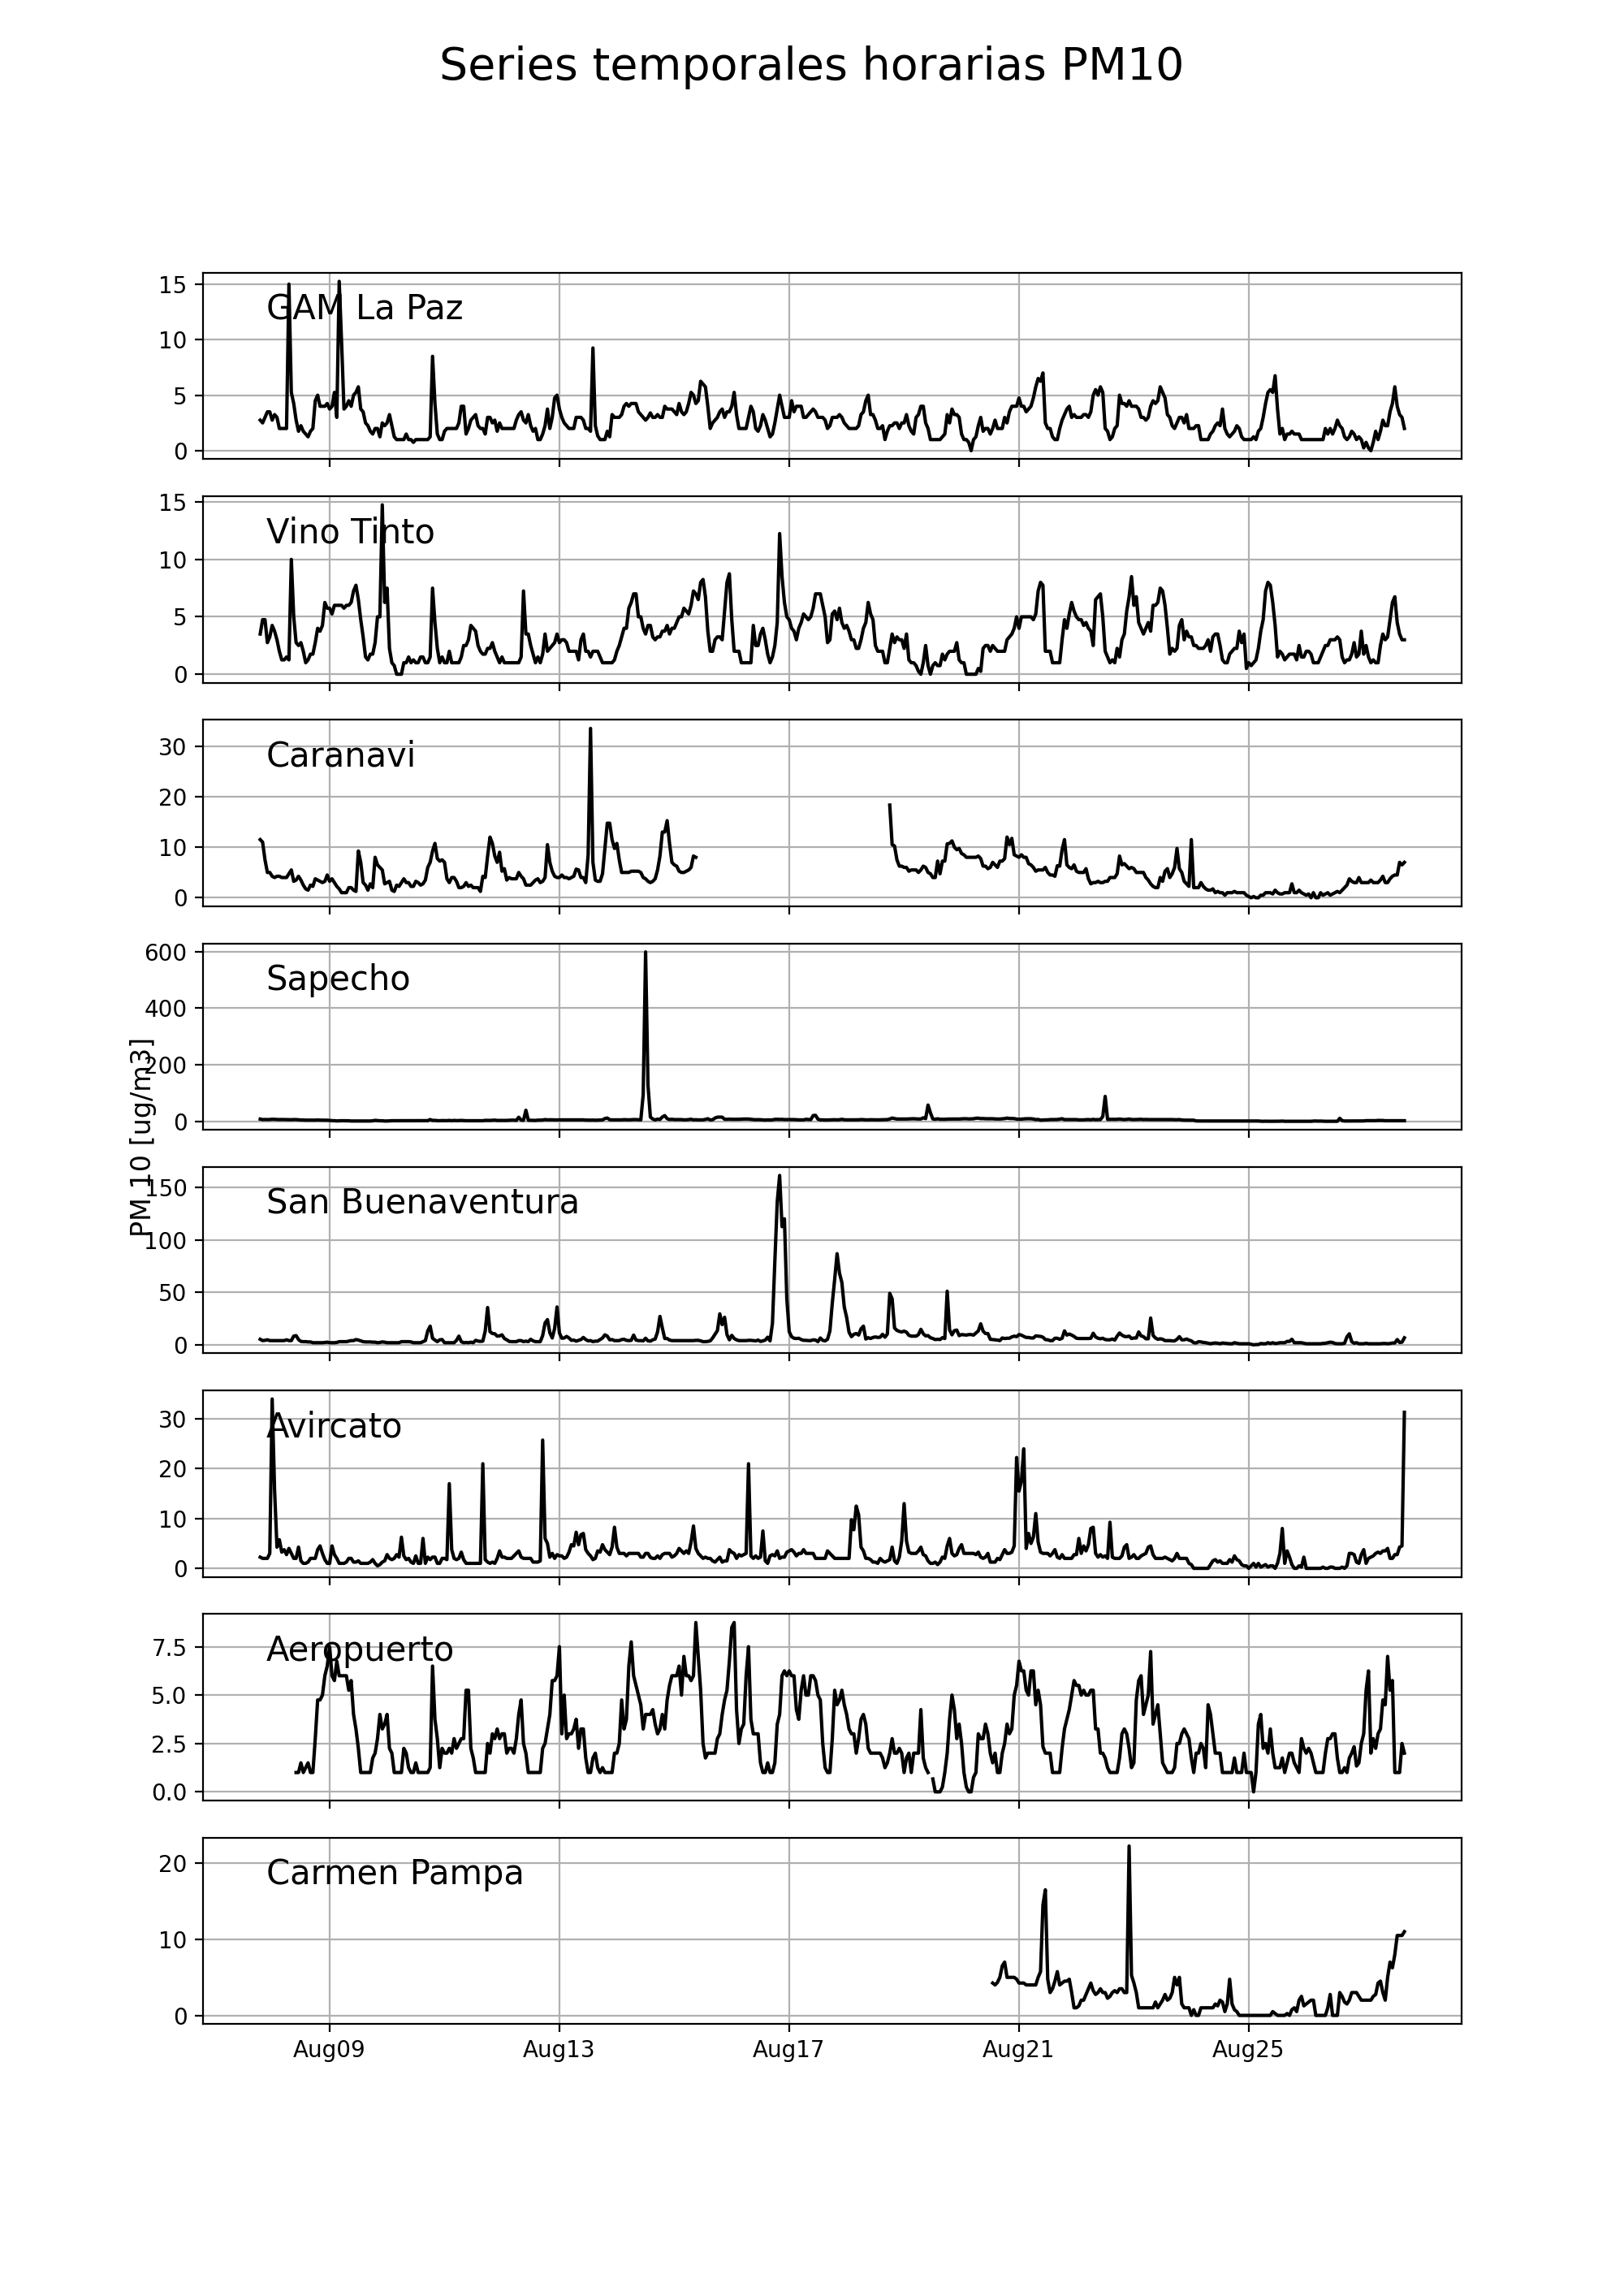 Series temporales horarias PM10
GAM La Paz
15
10
5
0
Vino Tinto
15
10
5
0
Caranavi
30
20
10
0
Sapecho
600
400
200
0
PM 10 [ug/m3]
San Buenaventura
150
100
50
0
Avircato
30
20
10
0
Aeropuerto
7.5
5.0
2.5
0.0
Carmen Pampa
20
10
0
Aug09 Aug13 Aug17 Aug21 Aug25